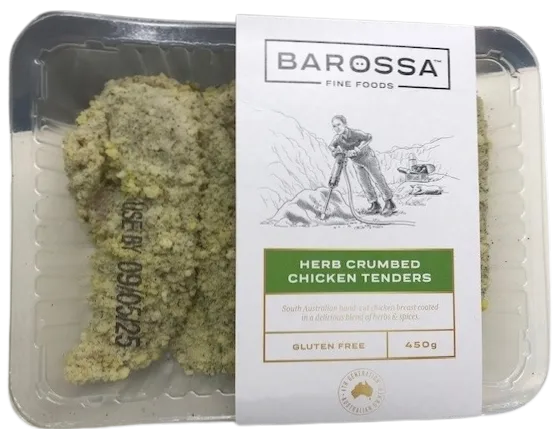 BAROSSA™
FINE FOODS
HERB CRUMBED
CHICKEN TENDERS
South Australian hand-cut chicken breast coated
in a delicious blend of herbs & spices.
GLUTEN FREE
450g
USE BY 09/05/25